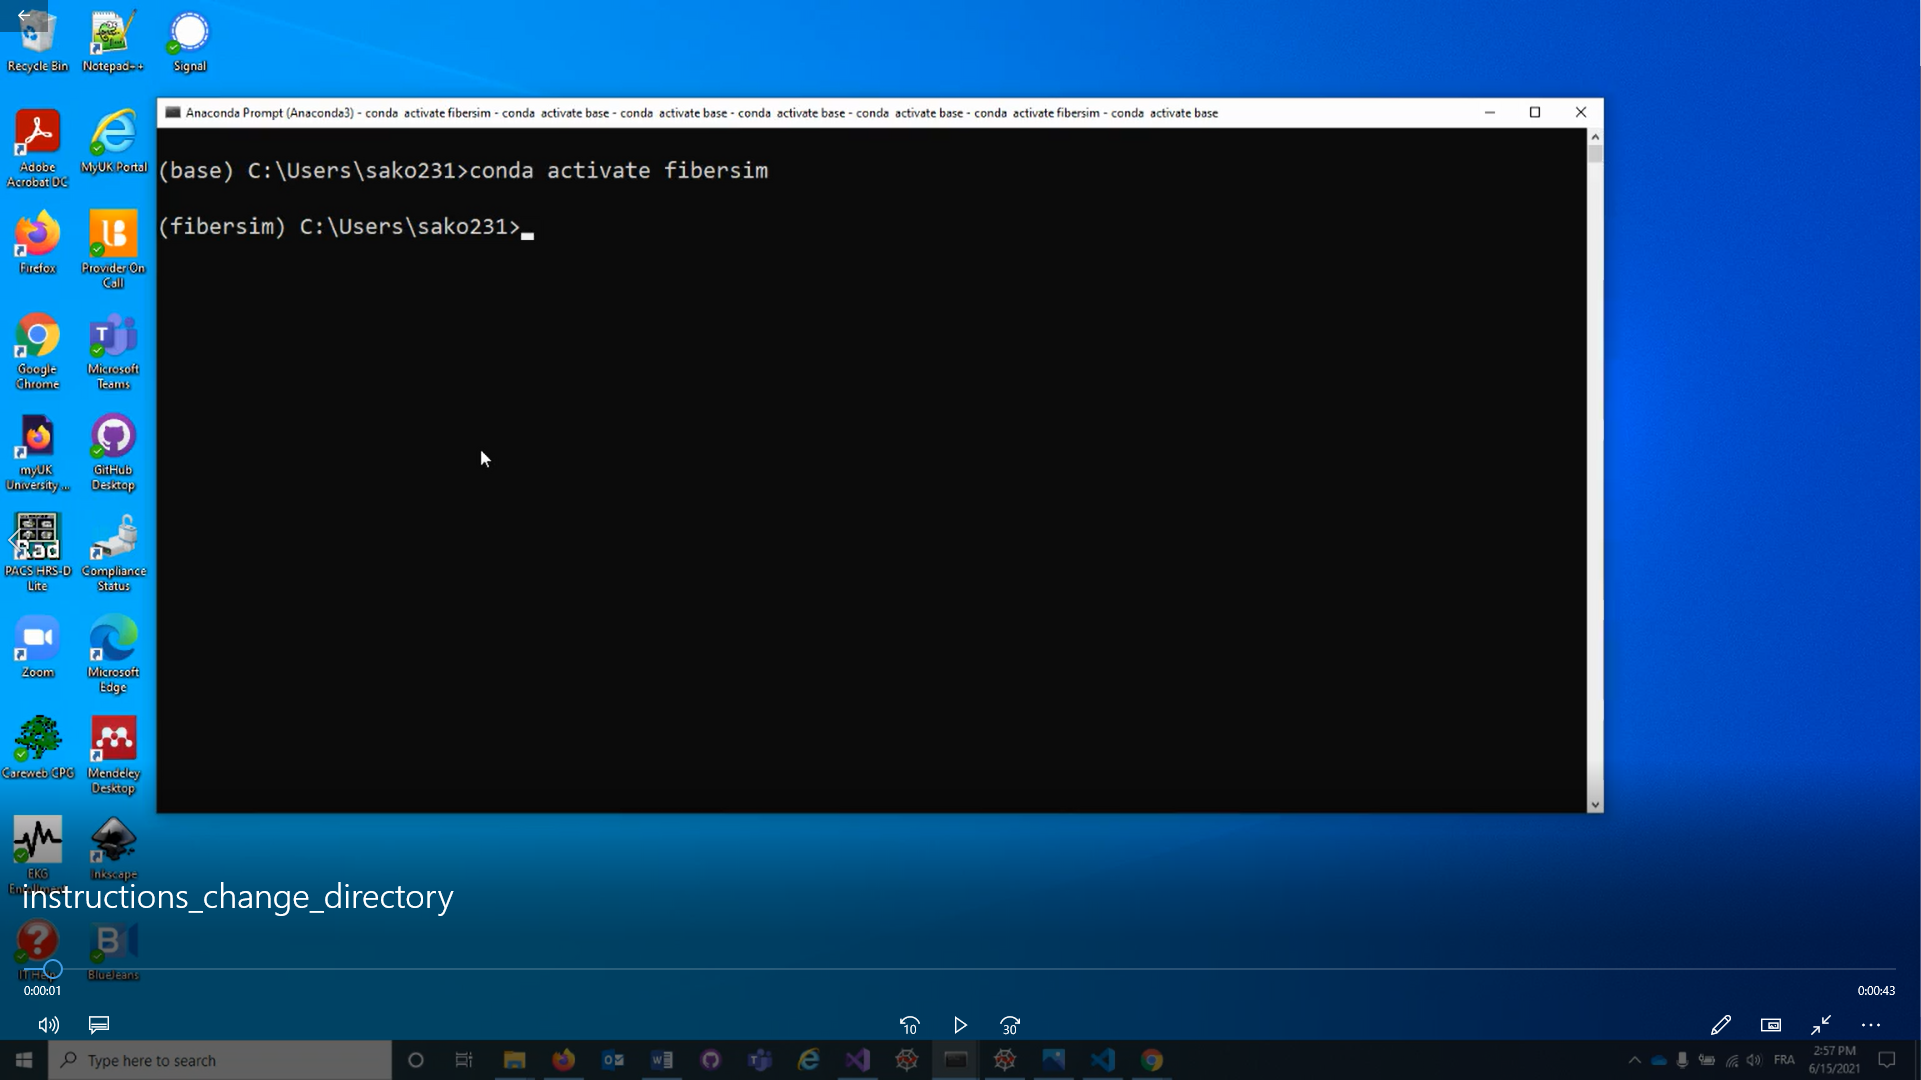 Recycle Bin
Notepad++
Signal
Anaconda Prompt (Anaconda3) - conda  activate fibersim - conda  activate base - conda  activate base - conda  activate base - conda  activate base - conda  activate fibersim - conda  activate base
(base) C:\Users\sako231>conda activate fibersim
(fibersim) C:\Users\sako231>
Adobe
Acrobat DC
MyUK Portal
Firefox
Provider On
Call
Google
Chrome
Microsoft
Teams
myUK
University ...
GitHub
Desktop
Rad
PACS HRS-D
Lite
Compliance
Status
Zoom
Microsoft
Edge
Careweb CPG
Mendeley
Desktop
EKG
Inkscape
instructions_change_directory
IT Help
BlueJeans
0:00:01
0:00:43
10
30
Type here to search
FRA
2:57 PM
6/15/2021